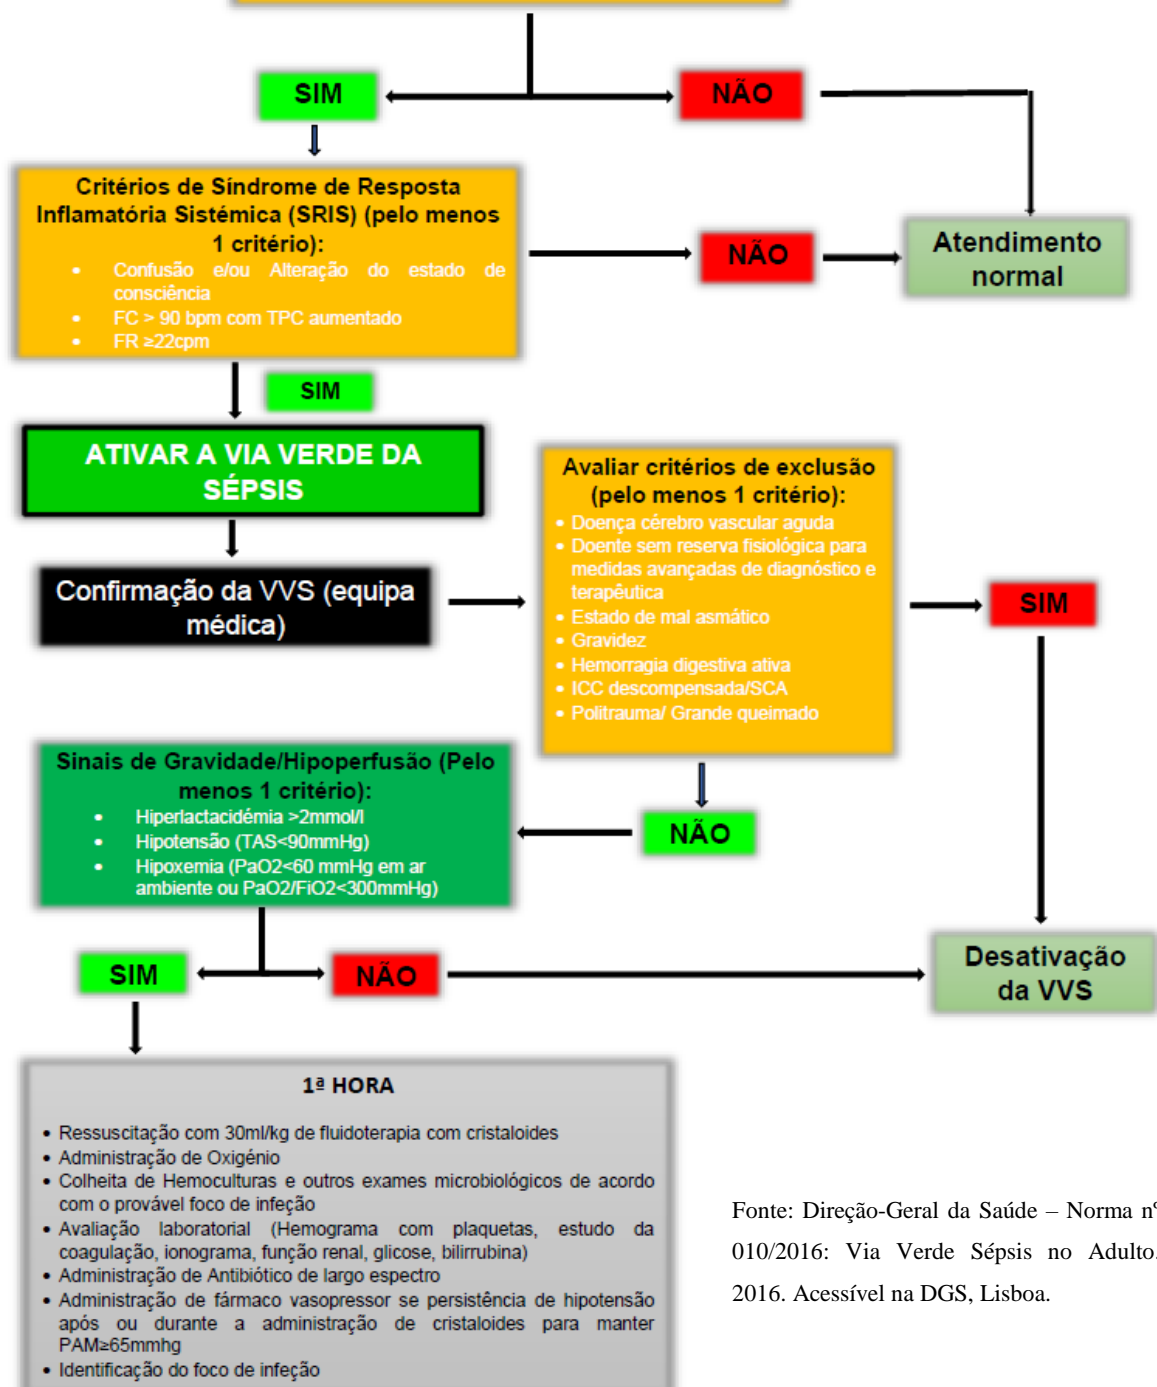 SIM
NÃO
Critérios de Síndrome de Resposta
Inflamatória Sistémica (SRIS) (pelo menos
1 critério):
• Confusão e/ou Alteração do estado de
consciência
• FC > 90 bpm com TPC aumentado
• FR ≥22cpm
NÃO
Atendimento
normal
SIM
ATIVAR A VIA VERDE DA
SÉPSIS
Confirmação da VVS (equipa
médica)
Avaliar critérios de exclusão
(pelo menos 1 critério):
• Doença cérebro vascular aguda
• Doente sem reserva fisiológica para
medidas avançadas de diagnóstico e
terapêutica
• Estado de mal asmático
• Gravidez
• Hemorragia digestiva ativa
• ICC descompensada/SCA
• Politrauma/ Grande queimado
SIM
Sinais de Gravidade/Hipoperfusão (Pelo
menos 1 critério):
• Hiperlactacidémia >2mmol/l
• Hipotensão (TAS<90mmHg)
• Hipoxemia (PaO2<60 mmHg em ar
ambiente ou PaO2/FiO2<300mmHg)
NÃO
SIM
NÃO
Desativação
da VVS
1ª HORA
• Ressuscitação com 30ml/kg de fluidoterapia com cristaloides
• Administração de Oxigénio
• Colheita de Hemoculturas e outros exames microbiológicos de acordo
com o provável foco de infeção
• Avaliação laboratorial (Hemograma com plaquetas, estudo da
coagulação, ionograma, função renal, glicose, bilirrubina)
• Administração de Antibiótico de largo espectro
• Administração de fármaco vasopressor se persistência de hipotensão
após ou durante a administração de cristaloides para manter
PAM≥65mmhg
• Identificação do foco de infeção
Fonte: Direção-Geral da Saúde – Norma nº
010/2016: Via Verde Sépsis no Adulto.
2016. Acessível na DGS, Lisboa.